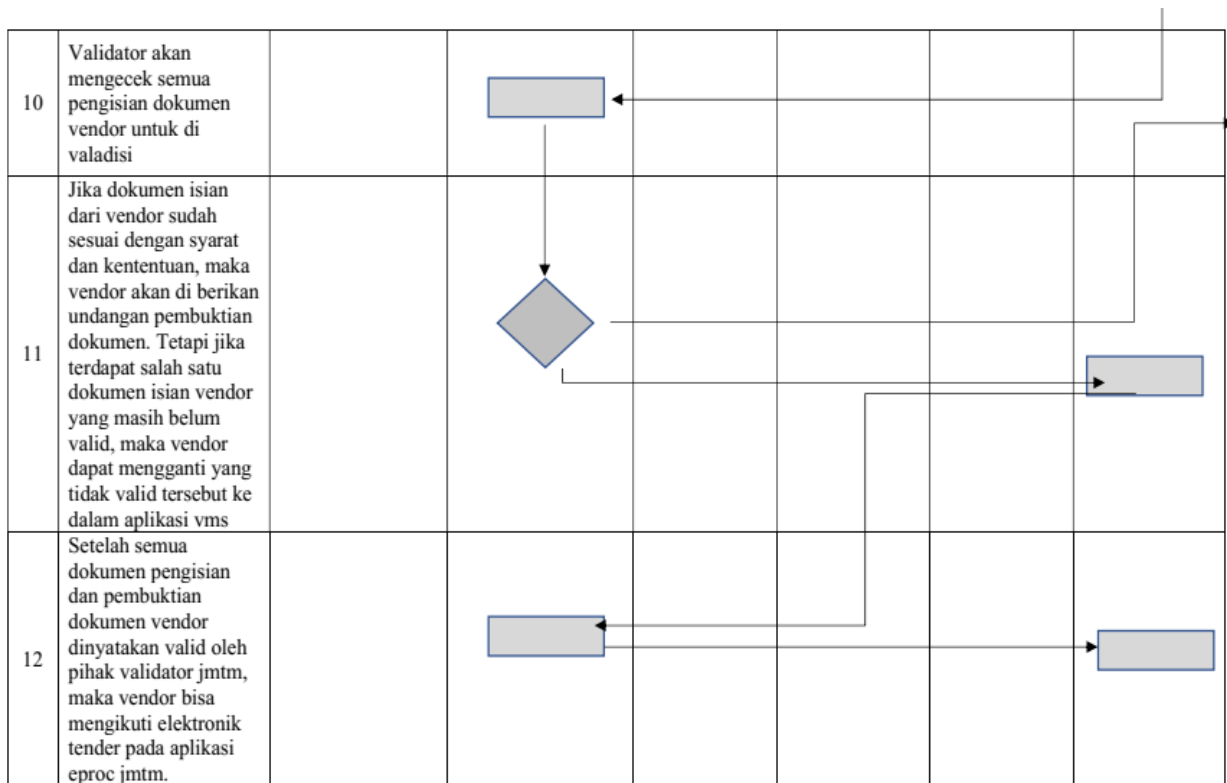 Validator akan
mengecek semua
10
pengisian dokumen
vendor untuk di
valadisi
Jika dokumen isian
dari vendor sudah
sesuai dengan syarat
dan kententuan, maka
vendor akan di berikan
undangan pembuktian
dokumen. Tetapi jika
11
terdapat salah satu
dokumen isian vendor
yang masih belum
valid, maka vendor
dapat mengganti yang
tidak valid tersebut ke
dalam aplikasi vms
Setelah semua
dokumen pengisian
dan pembuktian
dokumen vendor
12
dinyatakan valid oleh
pihak validator jmtm,
maka vendor bisa
mengikuti elektronik
tender pada aplikasi
eproc jmtm.